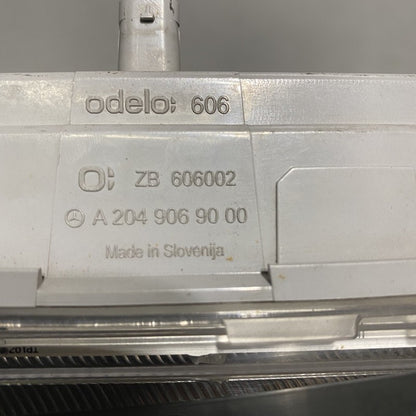 odelo: 606
O: ZB 606002
A 204 906 90 00
Made in Slovenija